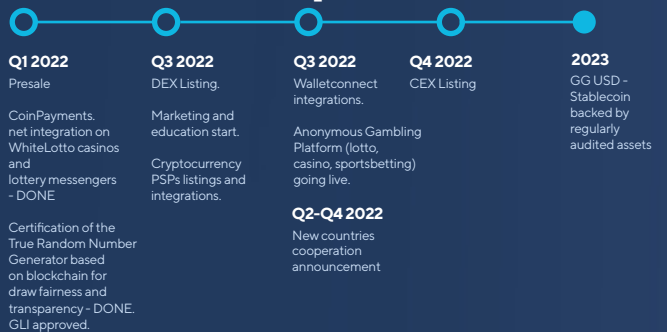 Q1 2022
Presale
CoinPayments.
net integration on
WhiteLotto casinos
and
lottery messengers
- DONE
Certification of the
True Random Number
Generator based
on blockchain for
draw fairness and
transparency - DONE.
GLI approved.
Q3 2022
DEX Listing.
Marketing and
education start.
Cryptocurrency
PSPs listings and
integrations.
Q3 2022
Walletconnect
integrations.
Anonymous Gambling
Platform (lotto,
casino, sportsbetting)
going live.
Q2-Q4 2022
New countries
cooperation
announcement
Q4 2022
CEX Listing
2023
GG USD -
Stablecoin
backed by
regularly
audited assets